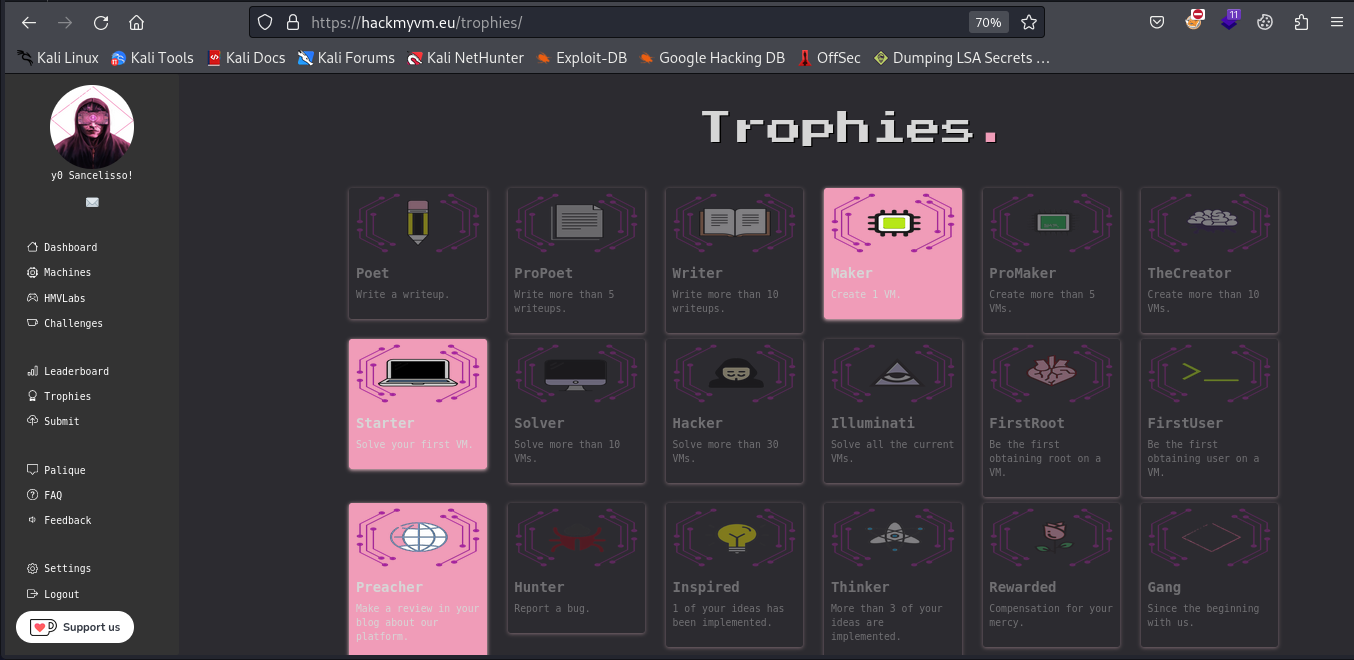 https://hackmyvm.eu/trophies/
70%
11
Kali Linux
Kali Tools
Kali Docs
Kali Forums
Kali NetHunter
Exploit-DB
Google Hacking DB
OffSec
Dumping LSA Secrets …
y0 Sancelisso!
Dashboard
Machines
HMVLabs
Challenges
Leaderboard
Trophies
Submit
Palique
FAQ
Feedback
Settings
Logout
Support us
Trophies.
Poet
Write a writeup.
ProPoet
Write more than 5
writeups.
Writer
Write more than 10
writeups.
Maker
Create 1 VM.
ProMaker
Create more than 5
VMs.
TheCreator
Create more than 10
VMs.
Starter
Solve your first VM.
Solver
Solve more than 10
VMs.
Hacker
Solve more than 30
VMs.
Illuminati
Solve all the current
VMs.
FirstRoot
Be the first
obtaining root on a
VM.
>__
FirstUser
Be the first
obtaining user on a
VM.
Preacher
Make a review in your
blog about our
platform.
Hunter
Report a bug.
Inspired
1 of your ideas has
been implemented.
Thinker
More than 3 of your
ideas are
implemented.
Rewarded
Compensation for your
mercy.
Gang
Since the beginning
with us.